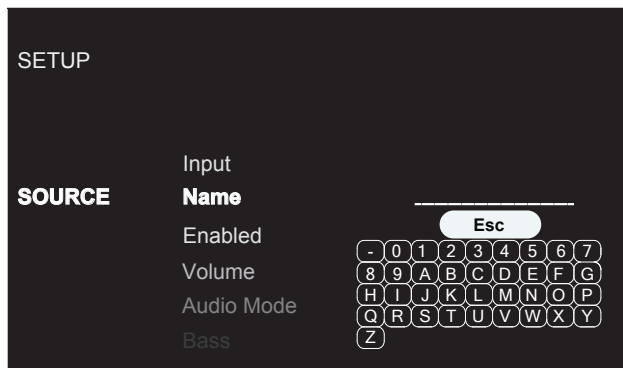 SETUP
Input
SOURCE Name _____________
Esc
Enabled
- 0 1 2 3 4 5 6 7
Volume
8 9 A B C D E F G
Audio Mode
H I J K L M N O P
Q R S T U V W X Y
Bass
Z